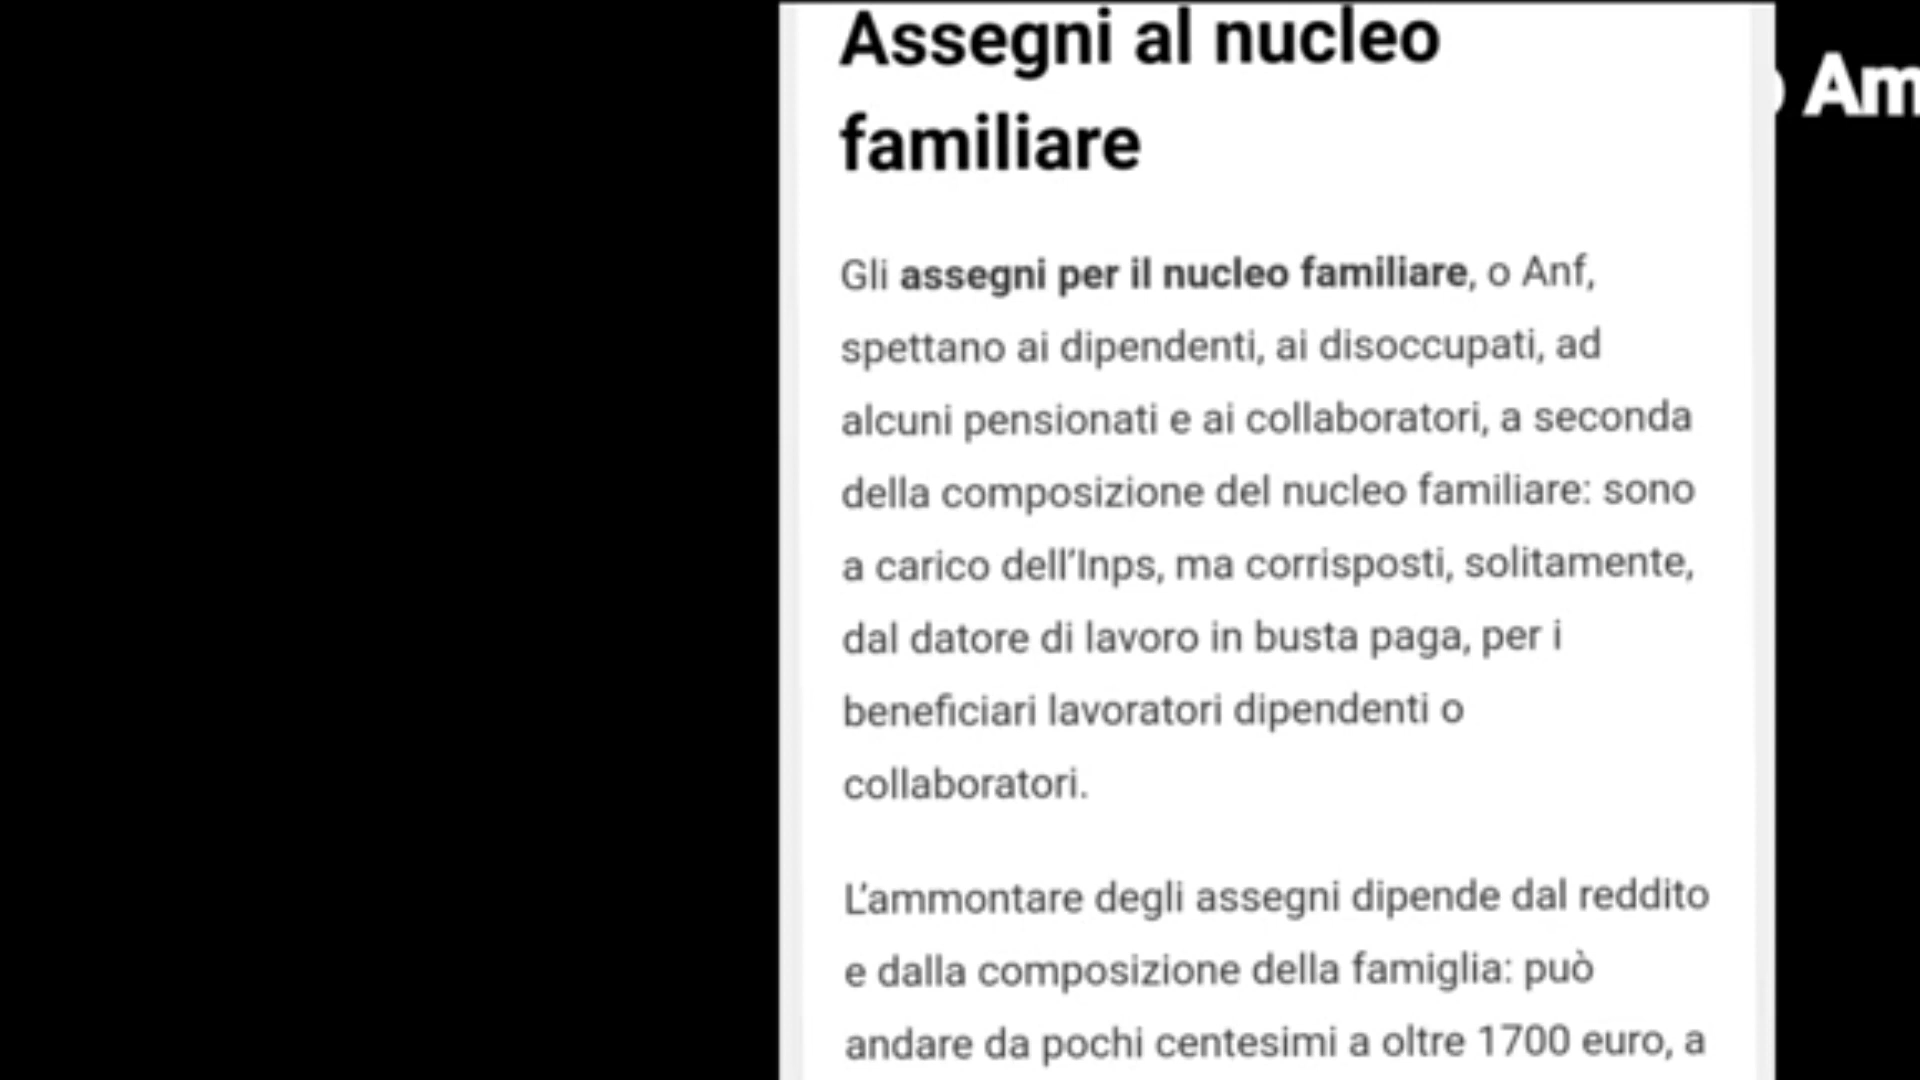 Assegni al nucleo
familiare
Am
Gli assegni per il nucleo familiare, o Anf,
spettano ai dipendenti, ai disoccupati, ad
alcuni pensionati e ai collaboratori, a seconda
della composizione del nucleo familiare: sono
a carico dell’Inps, ma corrisposti, solitamente,
dal datore di lavoro in busta paga, per i
beneficiari lavoratori dipendenti o
collaboratori.
L’ammontare degli assegni dipende dal reddito
e dalla composizione della famiglia: può
andare da pochi centesimi a oltre 1700 euro, a